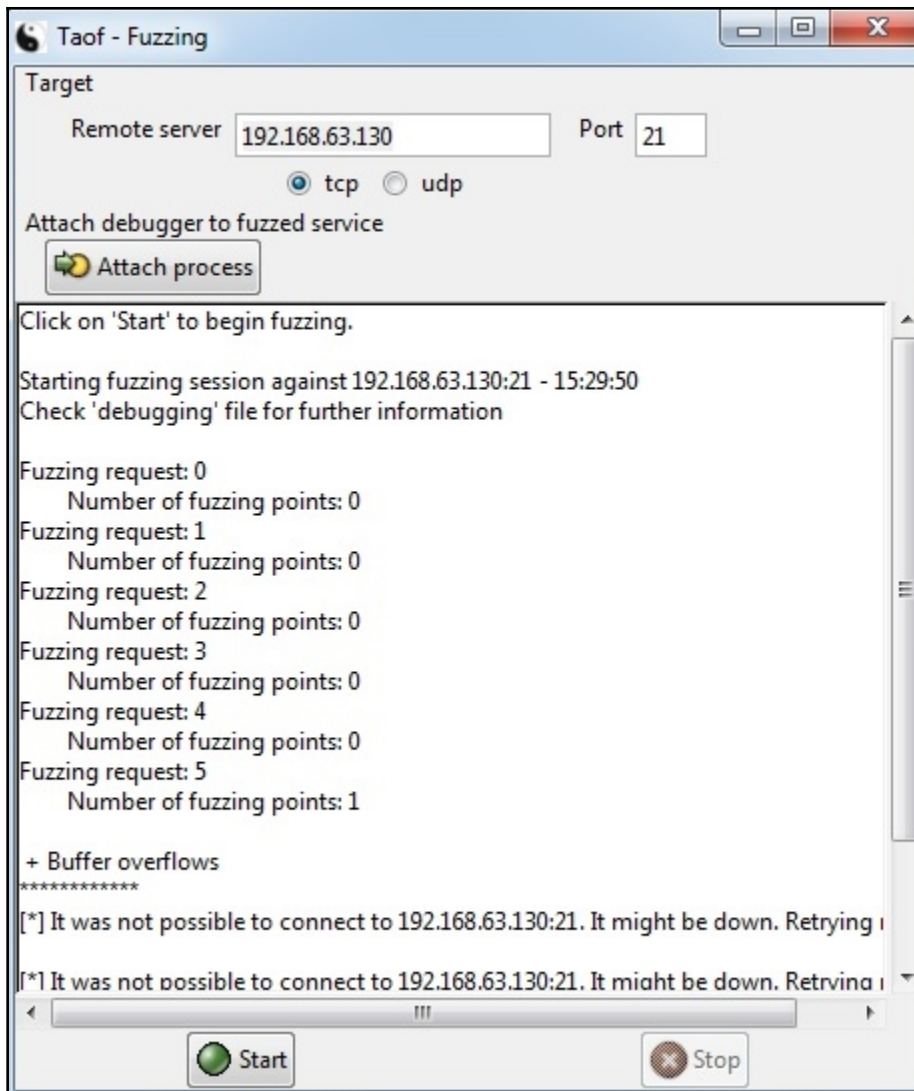 Taof - Fuzzing
Target
Remote server 192.168.63.130 Port 21
tcp udp
Attach debugger to fuzzed service
Attach process
Click on 'Start' to begin fuzzing.
Starting fuzzing session against 192.168.63.130:21 - 15:29:50
Check 'debugging' file for further information
Fuzzing request: 0
Number of fuzzing points: 0
Fuzzing request: 1
Number of fuzzing points: 0
Fuzzing request: 2
Number of fuzzing points: 0
Fuzzing request: 3
Number of fuzzing points: 0
Fuzzing request: 4
Number of fuzzing points: 0
Fuzzing request: 5
Number of fuzzing points: 1
+ Buffer overflows
************
[*] It was not possible to connect to 192.168.63.130:21. It might be down. Retrying
[*] It was not possible to connect to 192.168.63.130:21. It might be down. Retrying
Start Stop